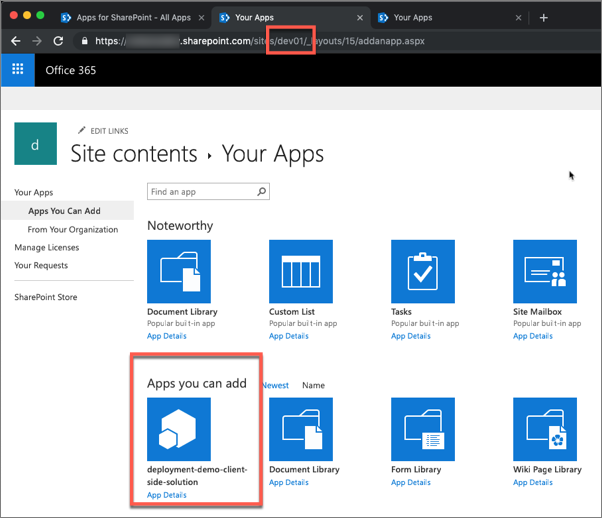 Apps for SharePoint - All Apps
Your Apps
Your Apps
https://
.sharepoint.com/sites/dev01/_layouts/15/addanapp.aspx
Office 365
d
EDIT LINKS
Site contents ▸ Your Apps
Your Apps
Apps You Can Add
From Your Organization
Manage Licenses
Your Requests
SharePoint Store
Find an app
Noteworthy
Document Library
Popular built-in app
App Details
Custom List
Popular built-in app
App Details
Tasks
Popular built-in app
App Details
Site Mailbox
Popular built-in app
App Details
Apps you can add
Newest
Name
deployment-demo-client-
side-solution
App Details
Document Library
App Details
Form Library
App Details
Wiki Page Library
App Details